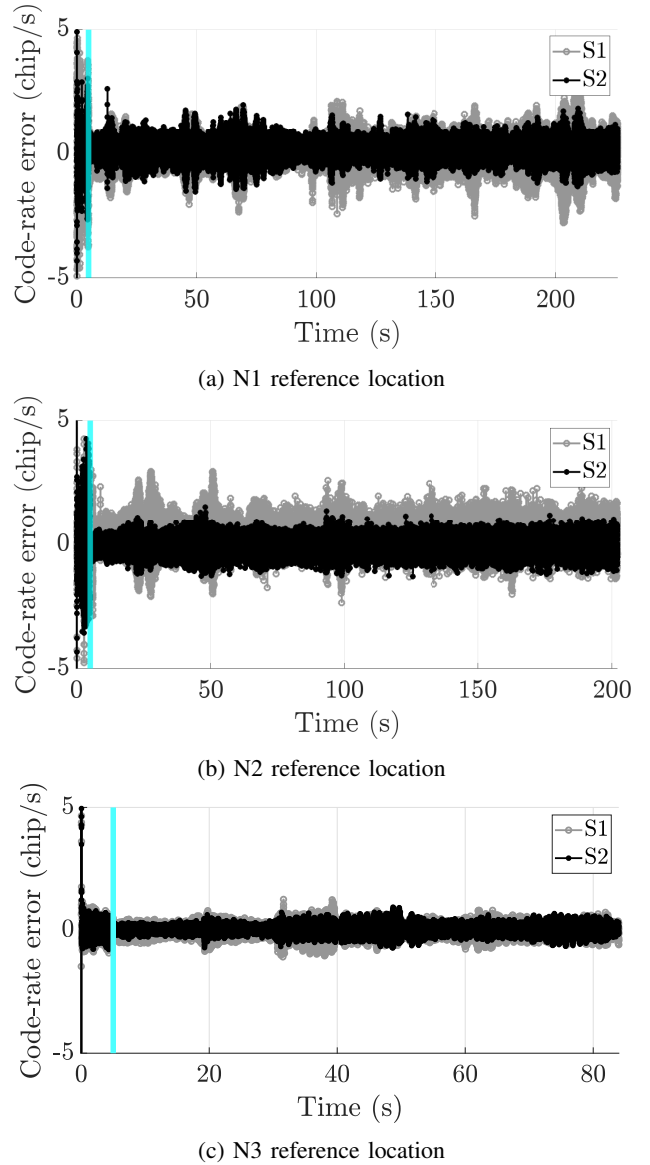 Code-rate error (chip/s)
5
0
-5
S1
S2
0 50 100 150 200
Time (s)
(a) N1 reference location
Code-rate error (chip/s)
5
0
-5
S1
S2
0 50 100 150 200
Time (s)
(b) N2 reference location
Code-rate error (chip/s)
5
0
-5
S1
S2
0 20 40 60 80
Time (s)
(c) N3 reference location